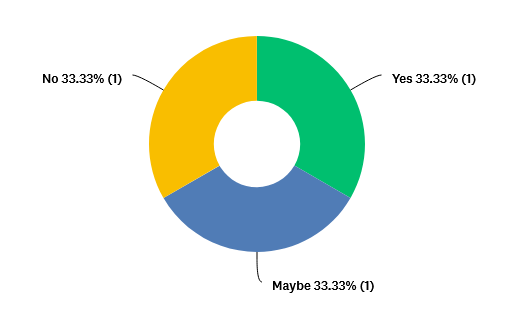 No 33.33% (1)
Yes 33.33% (1)
Maybe 33.33% (1)